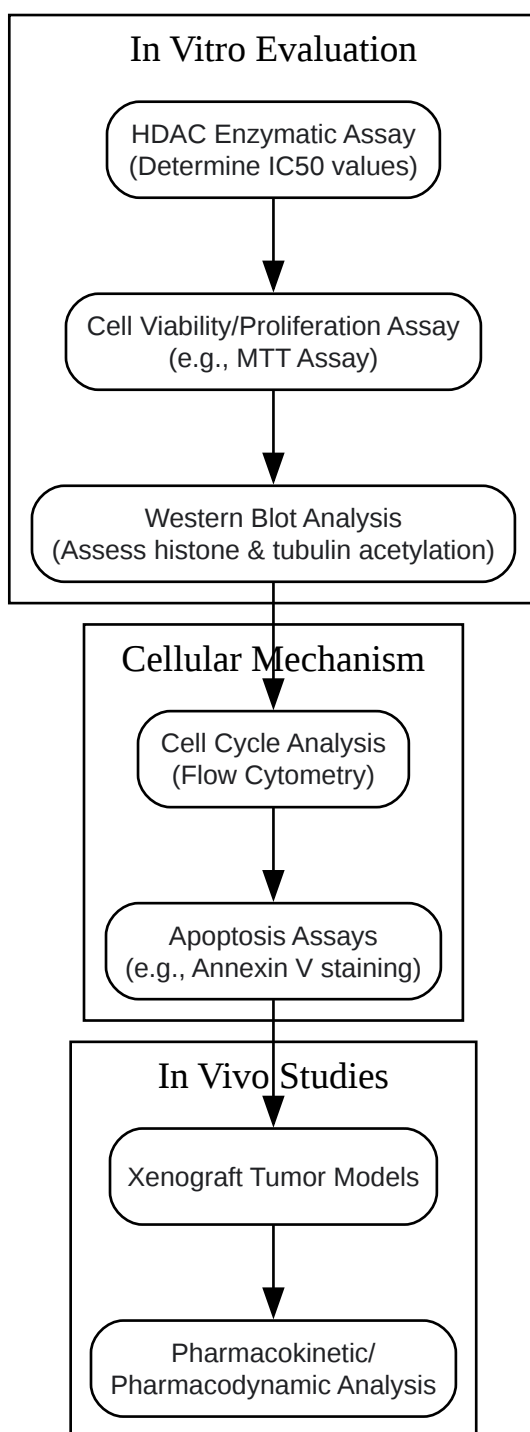 In Vitro Evaluation
HDAC Enzymatic Assay
(Determine IC50 values)
Cell Viability/Proliferation Assay
(e.g., MTT Assay)
Western Blot Analysis
(Assess histone & tubulin acetylation)
Cellular Mechanism
Cell Cycle Analysis
(Flow Cytometry)
Apoptosis Assays
(e.g., Annexin V staining)
In Vivo Studies
Xenograft Tumor Models
Pharmacokinetic/
Pharmacodynamic Analysis